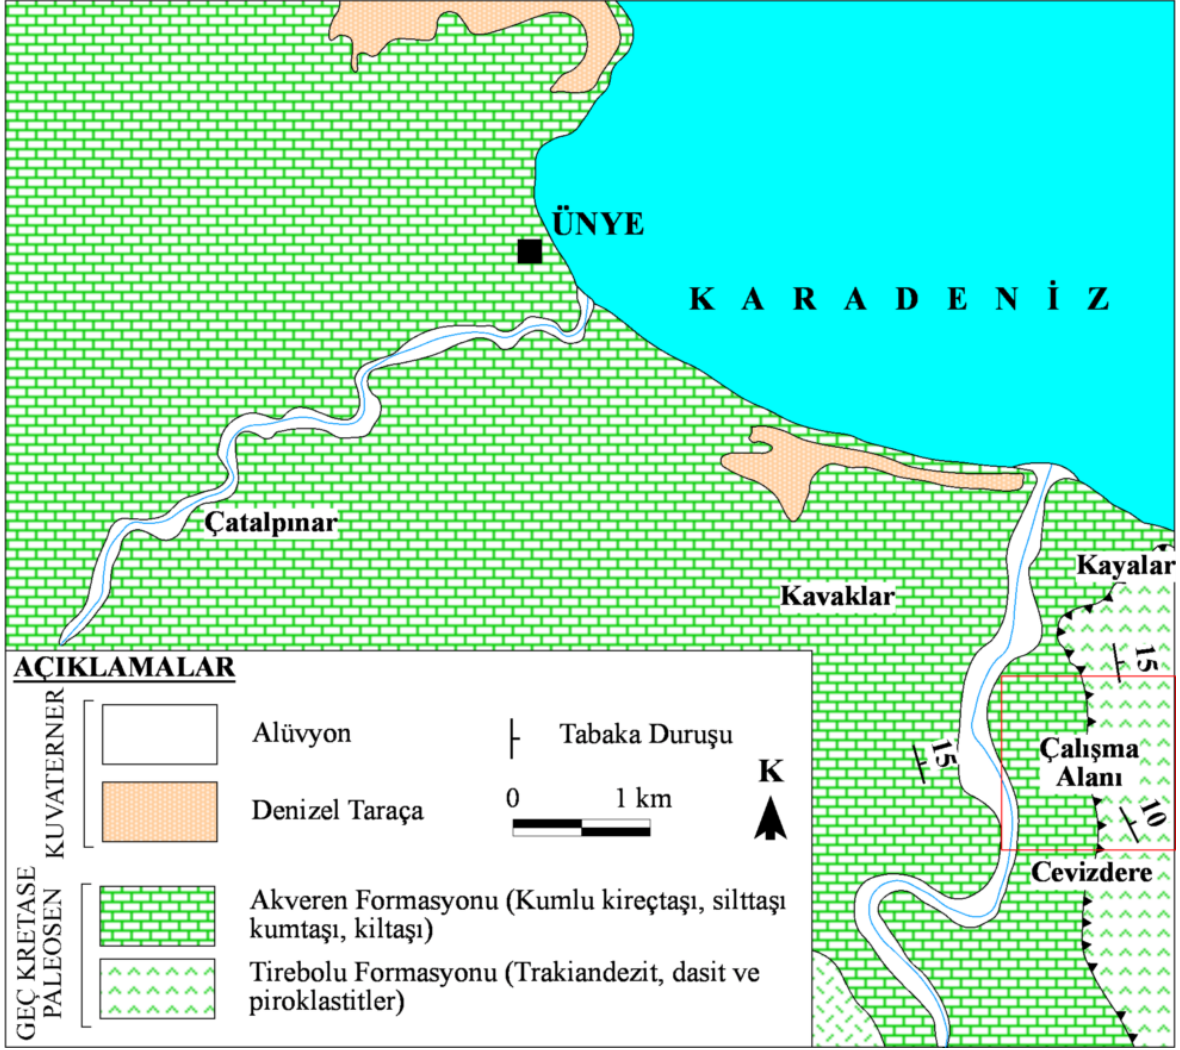 ÜNYE
K A R A D E N İ Z
Çatalpınar
Kayalar
Kavaklar
15
15
Çalışma
Alanı
10
Cevizdere
AÇIKLAMALAR
KUVATERNER
Alüvyon
Tabaka Duruşu
Denizel Taraça
0 1 km
K
GEÇ KRETASE
PALEOSEN
Akveren Formasyonu (Kumlu kireçtaşı, silttaşı
kumtaşı, kiltaşı)
Tirebolu Formasyonu (Trakiandezit, dasit ve
piroklastitler)